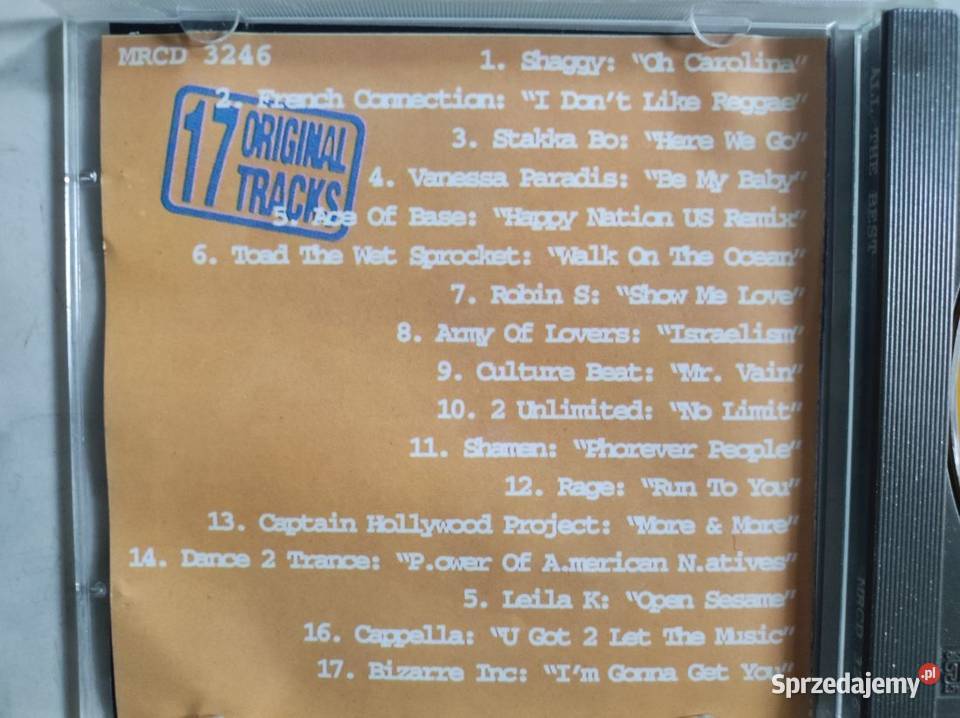 MRCD 3246
17 ORIGINAL TRACKS
1. Shaggy: "Oh Carolina"
2. French Connection: "I Don't Like Reggae"
3. Stakka Bo: "Here We Go"
4. Vanessa Paradis: "Be My Baby"
5. Ace Of Base: "Happy Nation US Remix"
6. Toad The Wet Sprocket: "Walk On The Ocean"
7. Robin S: "Show Me Love"
8. Army Of Lovers: "Israelism"
9. Culture Beat: "Mr. Vain"
10. 2 Unlimited: "No Limit"
11. Shamen: "Phorever People"
12. Rage: "Run To You"
13. Captain Hollywood Project: "More & More"
14. Dance 2 Trance: "P.ower Of A.merican N.atives"
5. Leila K: "Open Sesame"
16. Cappella: "U Got 2 Let The Music"
17. Bizarre Inc: "I'm Gonna Get You"
THE BEST
MRCD
Sprzedajemy.pl